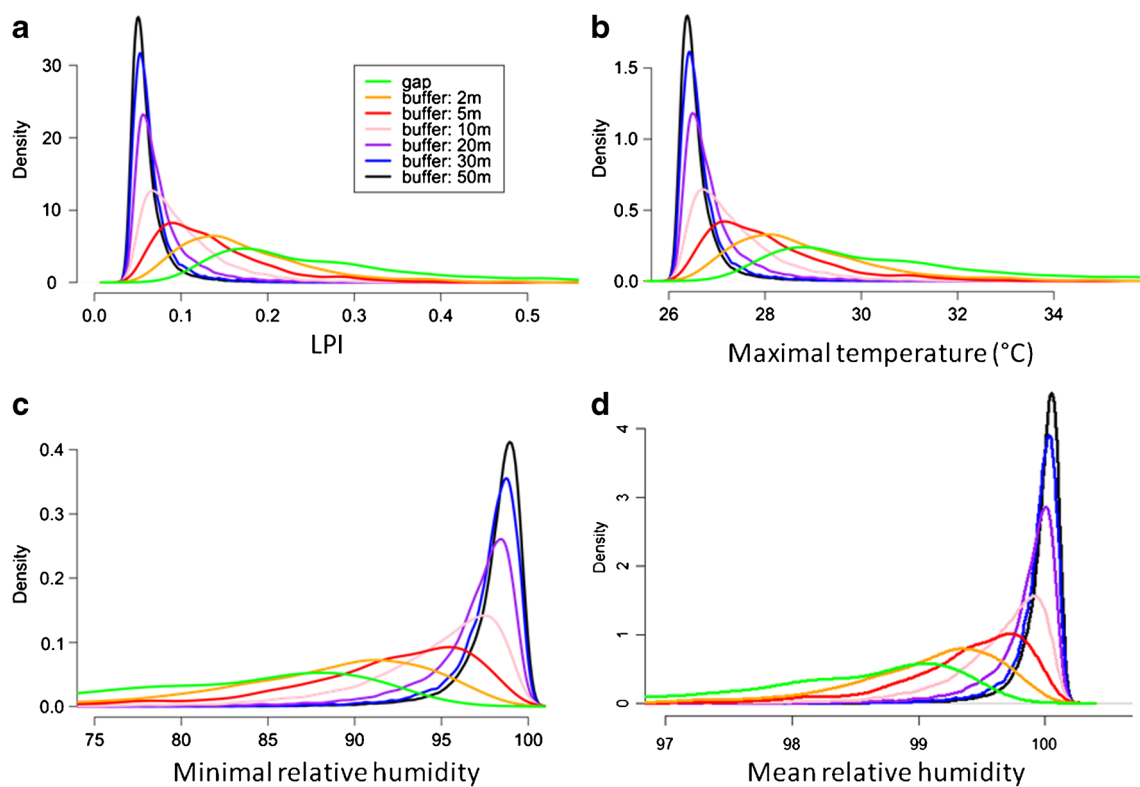 a
Density
30
20
10
0
0.0 0.1 0.2 0.3 0.4 0.5
LPI
gap
buffer: 2m
buffer: 5m
buffer: 10m
buffer: 20m
buffer: 30m
buffer: 50m
b
Density
1.5
1.0
0.5
0.0
26 28 30 32 34
Maximal temperature (°C)
c
Density
0.4
0.3
0.2
0.1
0.0
75 80 85 90 95 100
Minimal relative humidity
d
Density
4
3
2
1
0
97 98 99 100
Mean relative humidity